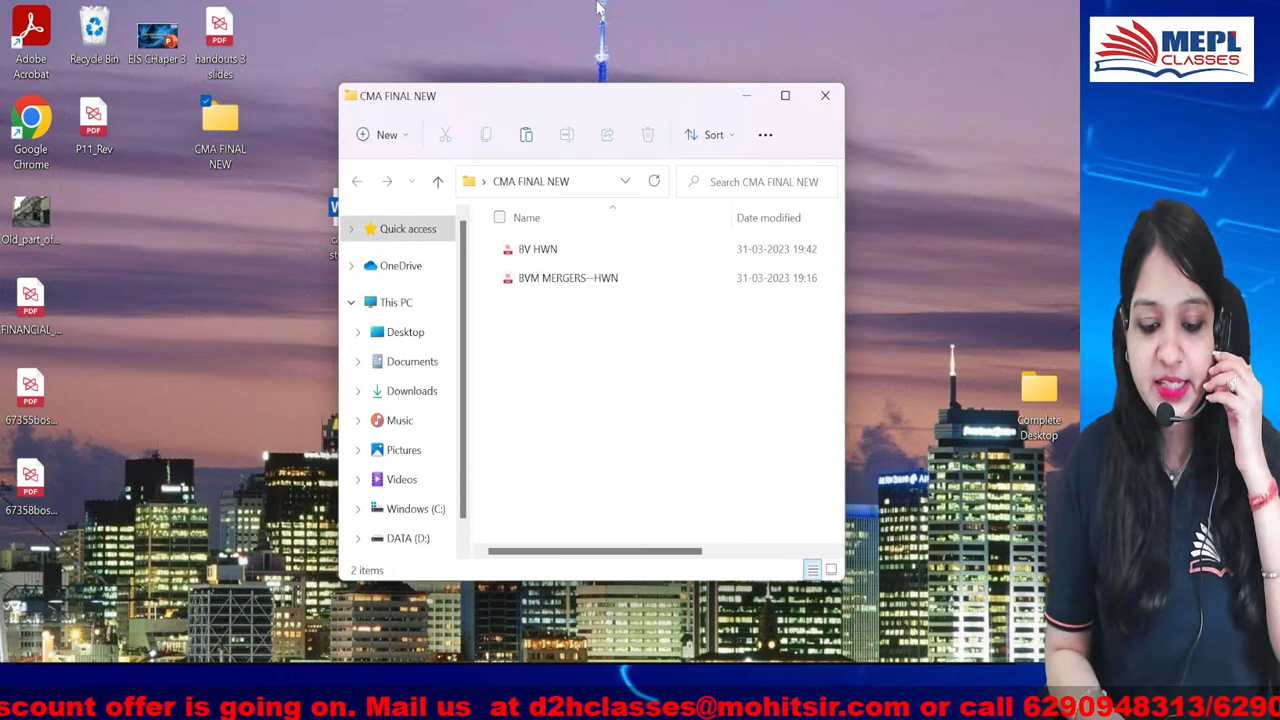 Adobe
Acrobat
Recycle Bin
EIS CHaper 3
handouts 3
slides
Google
Chrome
P11_Rev
CMA FINAL
NEW
Old_part_of...
FINANCIAL_...
67355bos...
67358bos...
CMA FINAL NEW
New
Sort
CMA FINAL NEW
Search CMA FINAL NEW
Name
Date modified
Quick access
BV HWN
31-03-2023 19:42
OneDrive
BVM MERGERS--HWN
31-03-2023 19:16
This PC
Desktop
Documents
Downloads
Music
Pictures
Videos
Windows (C:)
DATA (D:)
2 items
Complete
Desktop
MEPL
CLASSES
scount offer is going on. Mail us at d2hclasses@mohitsir.com or call 6290948313/6290